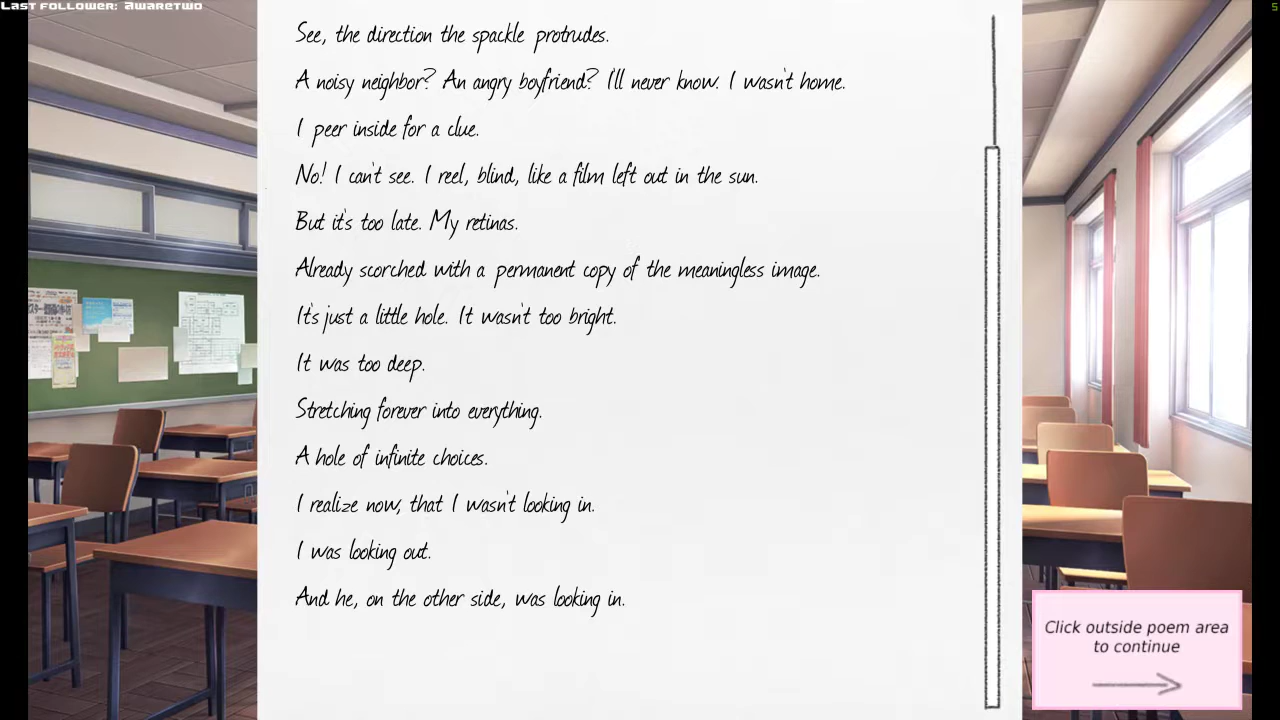 Last follower: Awaretwo
5
See, the direction the spackle protrudes.
A noisy neighbor? An angry boyfriend? I'll never know. I wasn't home.
I peer inside for a clue.
No! I can't see. I reel, blind, like a film left out in the sun.
But it's too late. My retinas.
Already scorched with a permanent copy of the meaningless image.
It's just a little hole. It wasn't too bright.
It was too deep.
Stretching forever into everything.
A hole of infinite choices.
I realize now, that I wasn't looking in.
I was looking out.
And he, on the other side, was looking in.
Click outside poem area
to continue